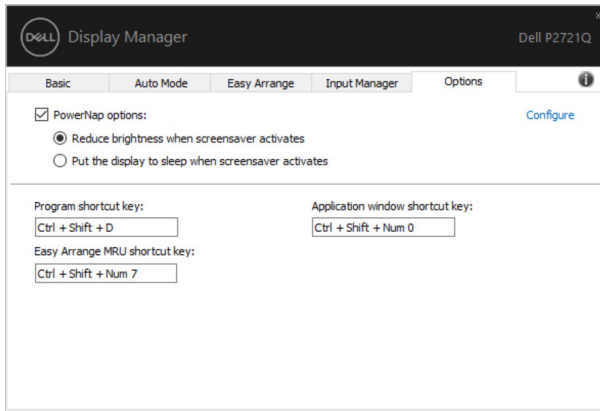 DELL Display Manager
Dell P2721Q
Basic Auto Mode Easy Arrange Input Manager Options
PowerNap options:
Configure
Reduce brightness when screensaver activates
Put the display to sleep when screensaver activates
Program shortcut key:
Application window shortcut key:
Ctrl + Shift + D
Ctrl + Shift + Num 0
Easy Arrange MRU shortcut key:
Ctrl + Shift + Num 7